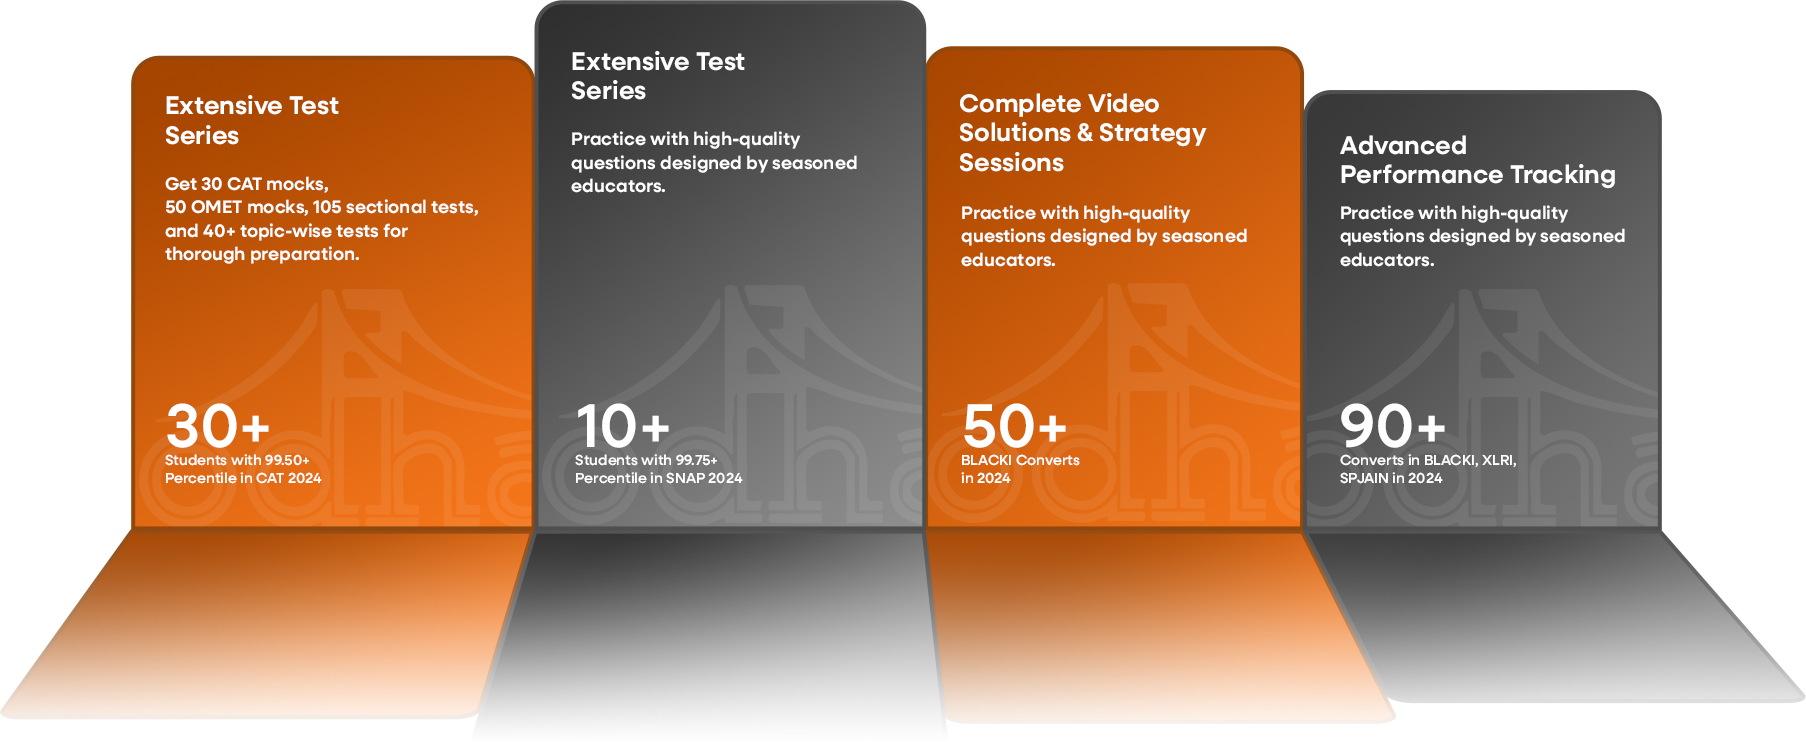 Extensive Test
Series
Get 30 CAT mocks,
50 OMET mocks, 105 sectional tests,
and 40+ topic-wise tests for
thorough preparation.
30+
Students with 99.50+
Percentile in CAT 2024
Extensive Test
Series
Practice with high-quality
questions designed by seasoned
educators.
10+
Students with 99.75+
Percentile in SNAP 2024
Complete Video
Solutions & Strategy
Sessions
Practice with high-quality
questions designed by seasoned
educators.
50+
BLACKI Converts
in 2024
Advanced
Performance Tracking
Practice with high-quality
questions designed by seasoned
educators.
90+
Converts in BLACKI, XLRI,
SPJAIN in 2024